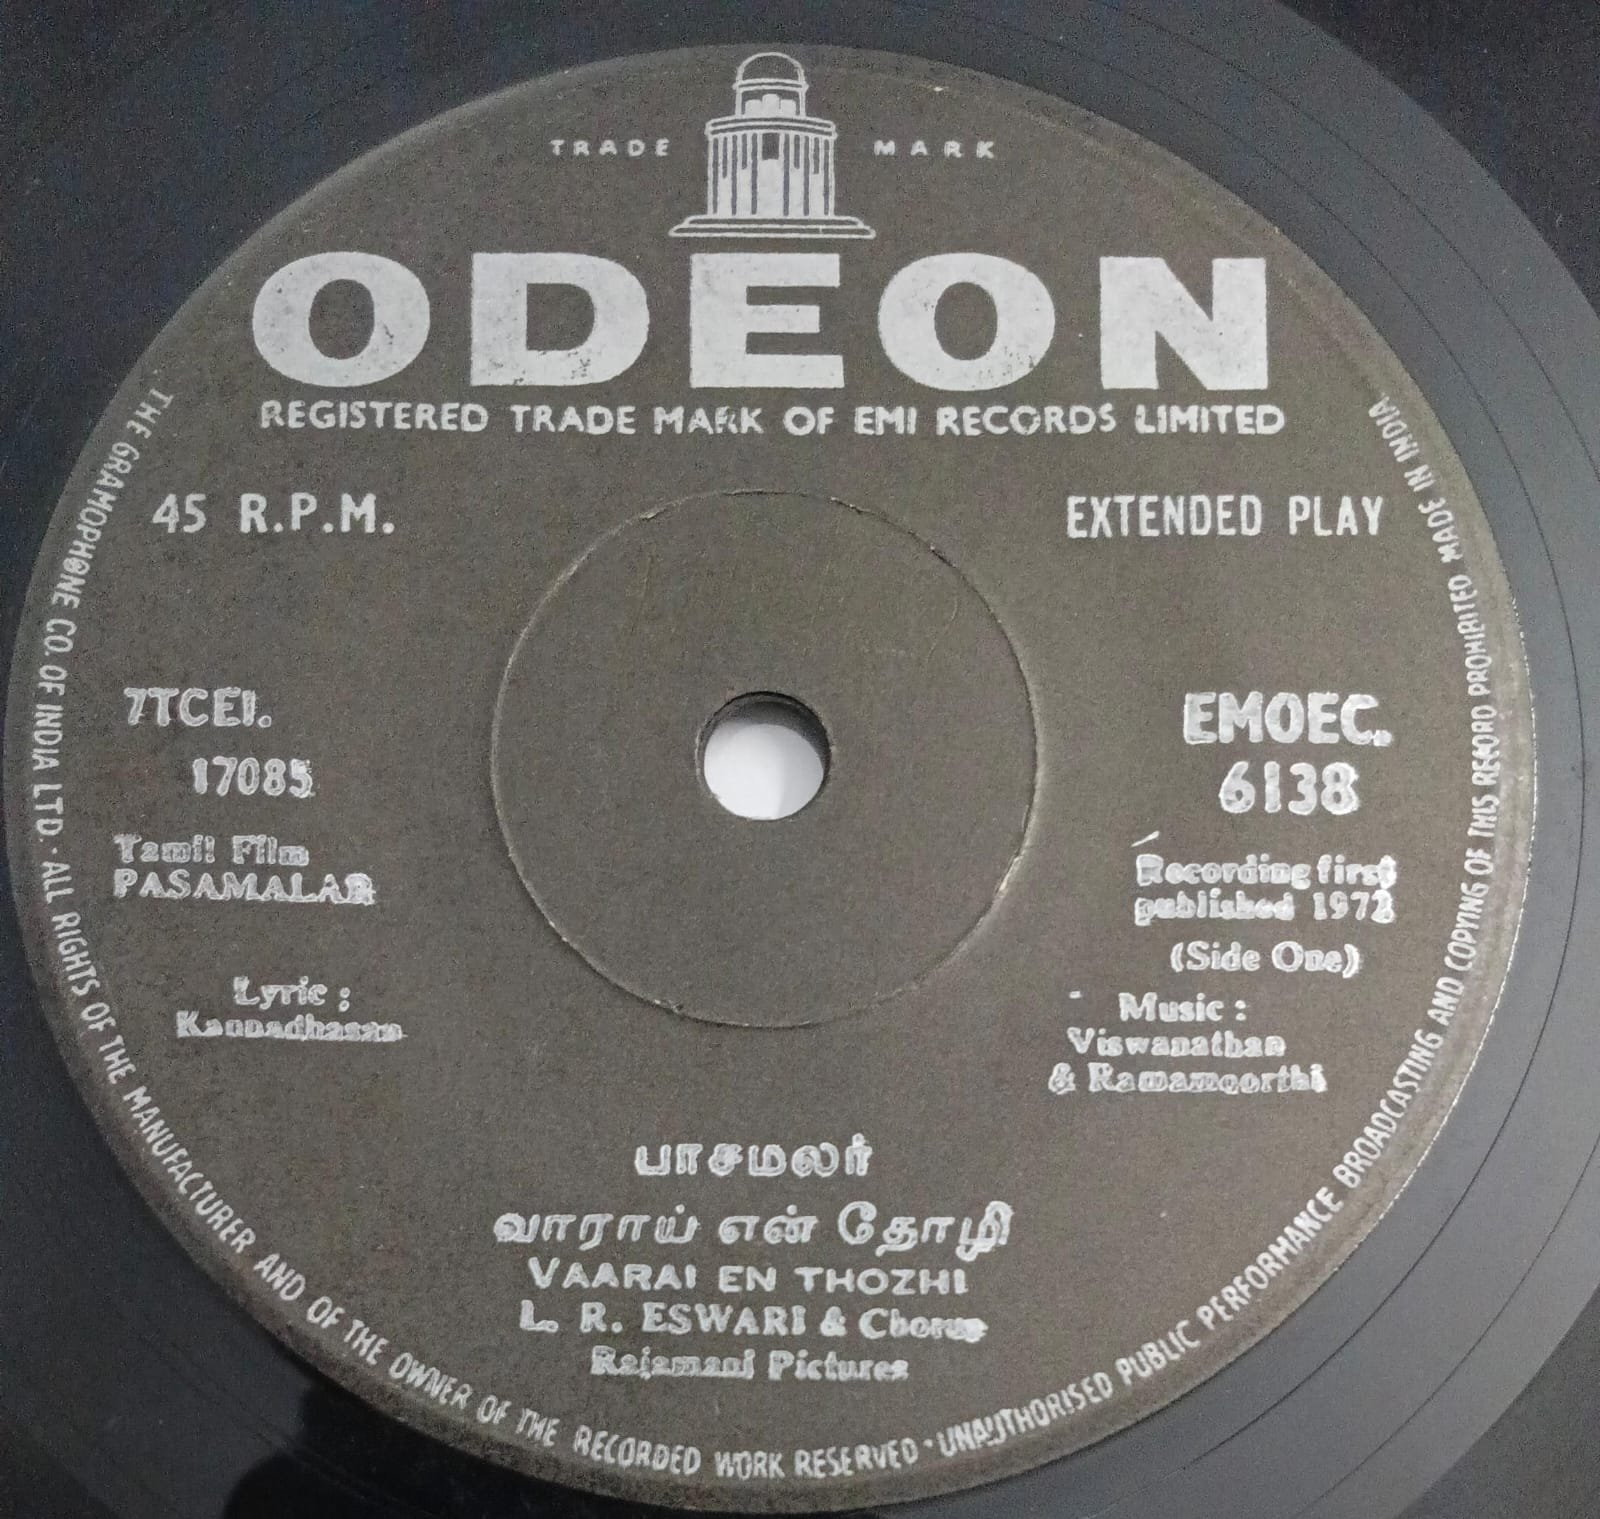 TRADE MARK
ODEON
REGISTERED TRADE MARK OF EMI RECORDS LIMITED
45 R.P.M.
EXTENDED PLAY
7TCEI.
17085
Tamil Film
PASAMALAR
Lyric :
Kannadhasan
EMOEC.
6138
Recording first
published 1972
(Side One)
Music :
Viswanathan
& Ramamoorthi
பாசமலர்
வாராய் என் தோழி
VAARAI EN THOZHI
L. R. ESWARI & Chorus
Rajamani Pictures
THE GRAMOPHONE CO. OF INDIA LTD. · ALL RIGHTS OF THE MANUFACTURER AND OF THE OWNER OF THE RECORDED WORK RESERVED · UNAUTHORISED PUBLIC PERFORMANCE BROADCASTING AND COPYING OF THIS RECORD PROHIBITED MADE IN INDIA